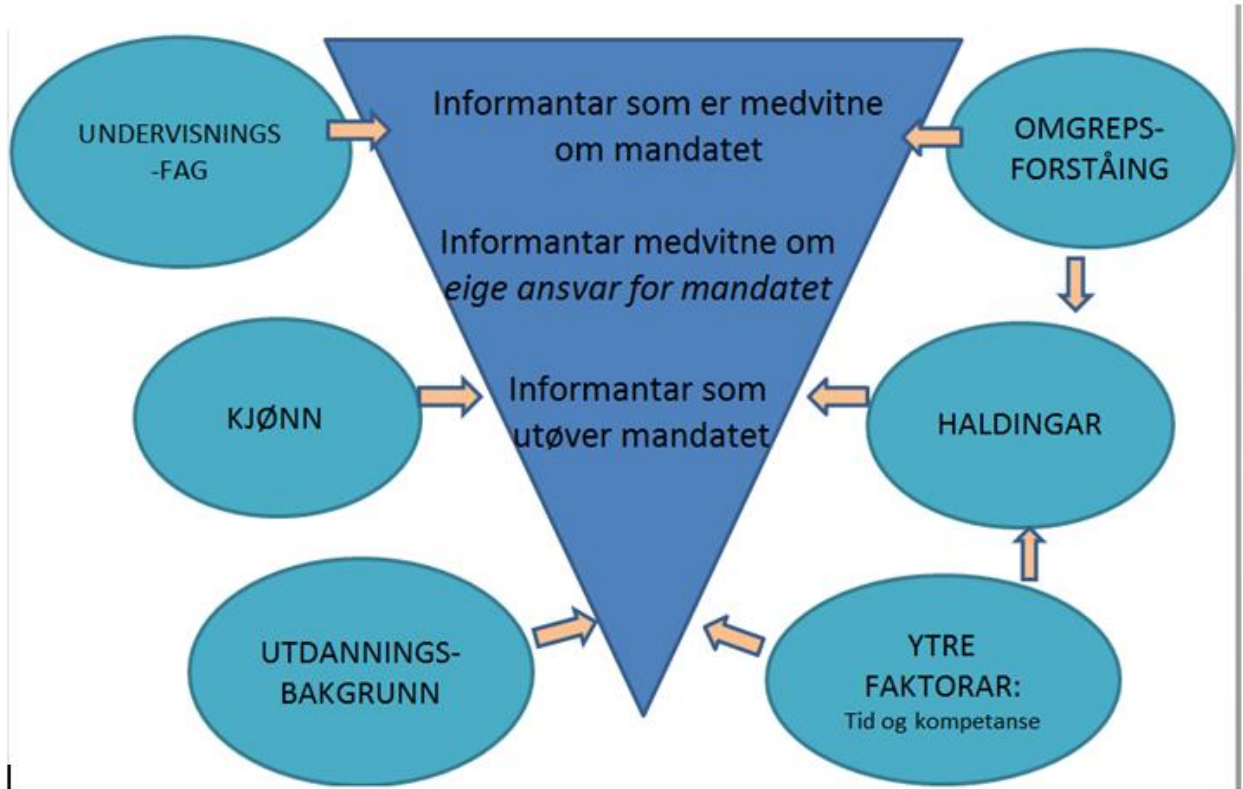 UNDERVISNINGS
-FAG
Informantar som er medvitne
om mandatet
OMGREPS-
FORSTÅING
Informantar medvitne om
eige ansvar for mandatet
KJØNN
Informantar som
utøver mandatet
HALDINGAR
UTDANNINGS-
BAKGRUNN
YTRE
FAKTORAR:
Tid og kompetanse